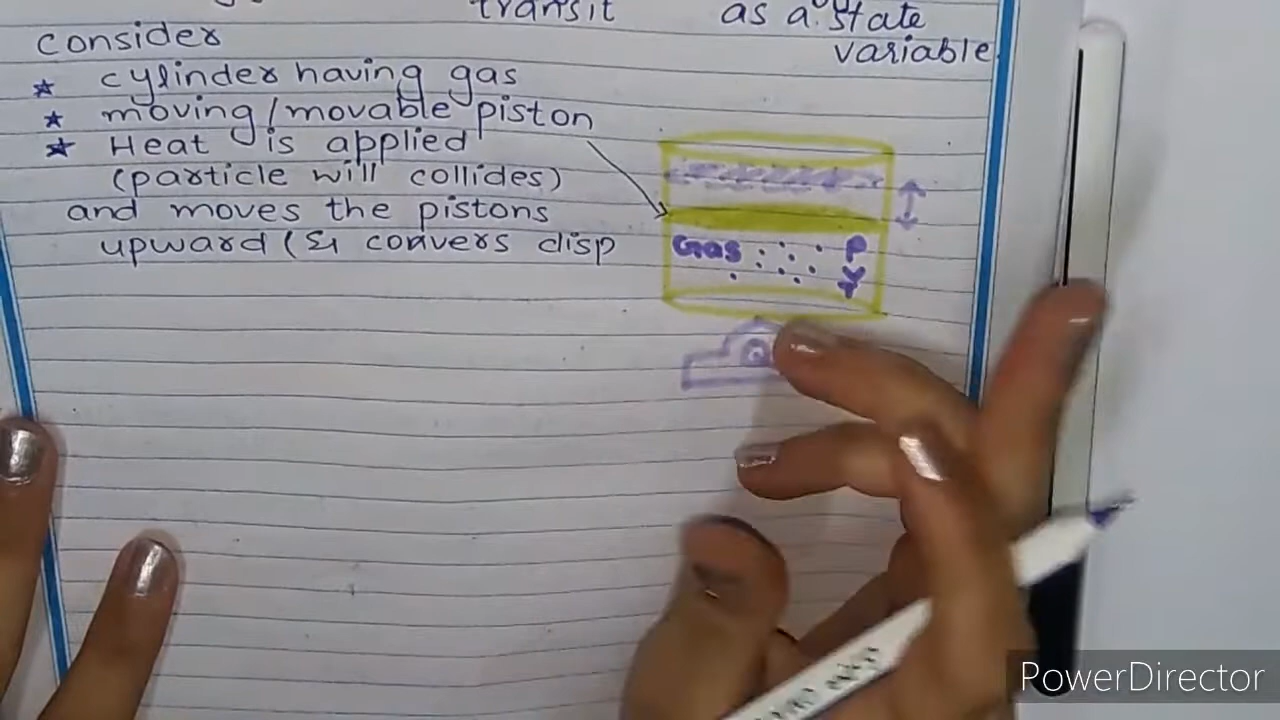 transit as a state
variable
consider
* cylinder having gas
* moving/movable piston
* Heat is applied
(particle will collides)
and moves the pistons
upward (& convers disp
Gas P
V
T
Q
PowerDirector